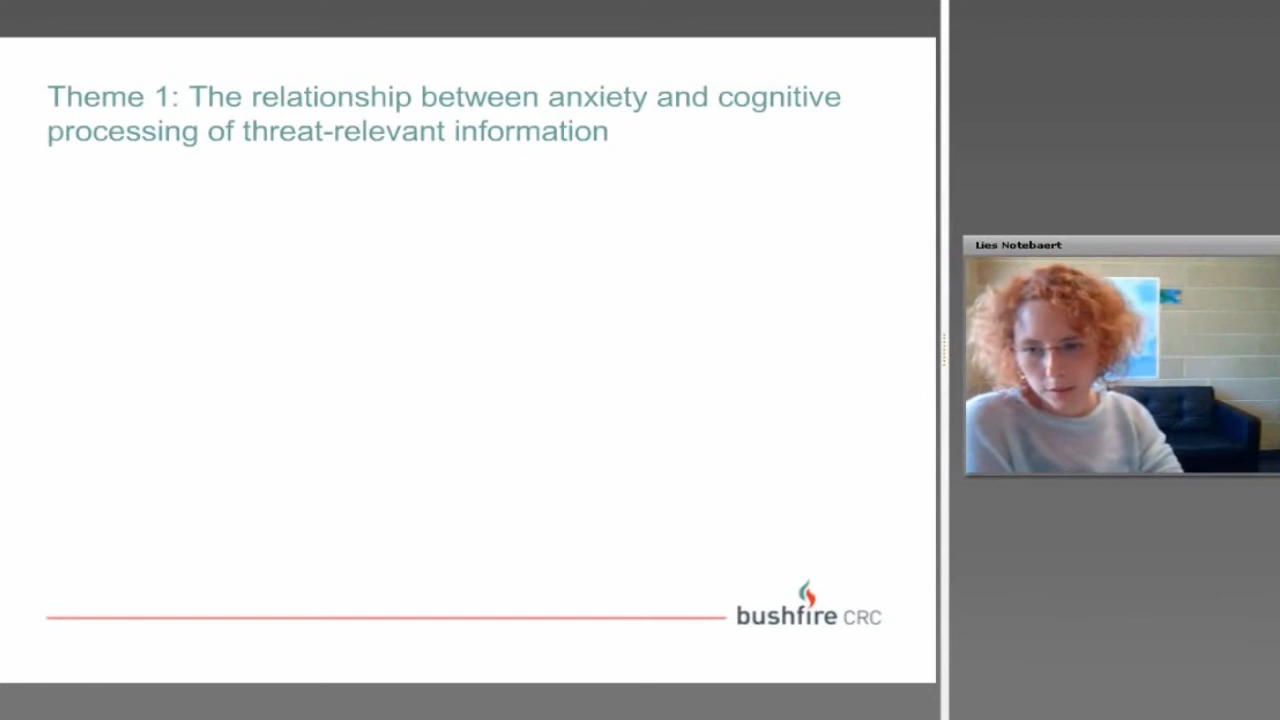 Theme 1: The relationship between anxiety and cognitive
processing of threat-relevant information
Lies Notebaert
bushfire CRC